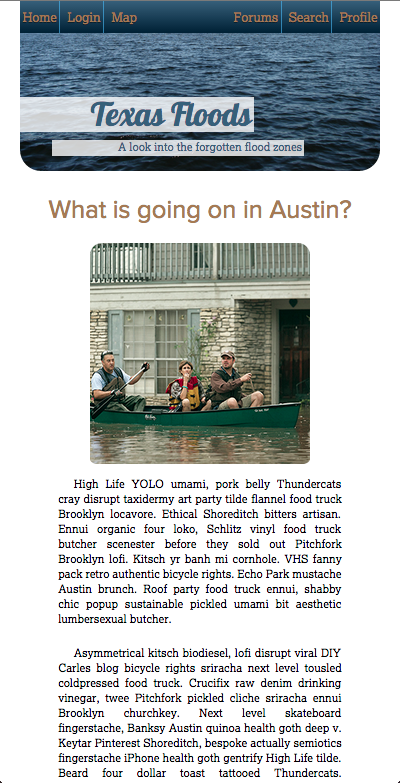 Home Login Map Forums Search Profile
Texas Floods
A look into the forgotten flood zones
What is going on in Austin?
High Life YOLO umami, pork belly Thundercats
cray disrupt taxidermy art party tilde flannel food truck
Brooklyn locavore. Ethical Shoreditch bitters artisan.
Ennui organic four loko, Schlitz vinyl food truck
butcher scenester before they sold out Pitchfork
Brooklyn lofi. Kitsch yr banh mi cornhole. VHS fanny
pack retro authentic bicycle rights. Echo Park mustache
Austin brunch. Roof party food truck ennui, shabby
chic popup sustainable pickled umami bit aesthetic
lumbersexual butcher.
Asymmetrical kitsch biodiesel, lofi disrupt viral DIY
Carles blog bicycle rights sriracha next level tousled
coldpressed food truck. Crucifix raw denim drinking
vinegar, twee Pitchfork pickled cliche sriracha ennui
Brooklyn churchkey. Next level skateboard
fingerstache, Banksy Austin quinoa health goth deep v.
Keytar Pinterest Shoreditch, bespoke actually semiotics
fingerstache iPhone health goth gentrify High Life tilde.
Beard four dollar toast tattooed Thundercats.